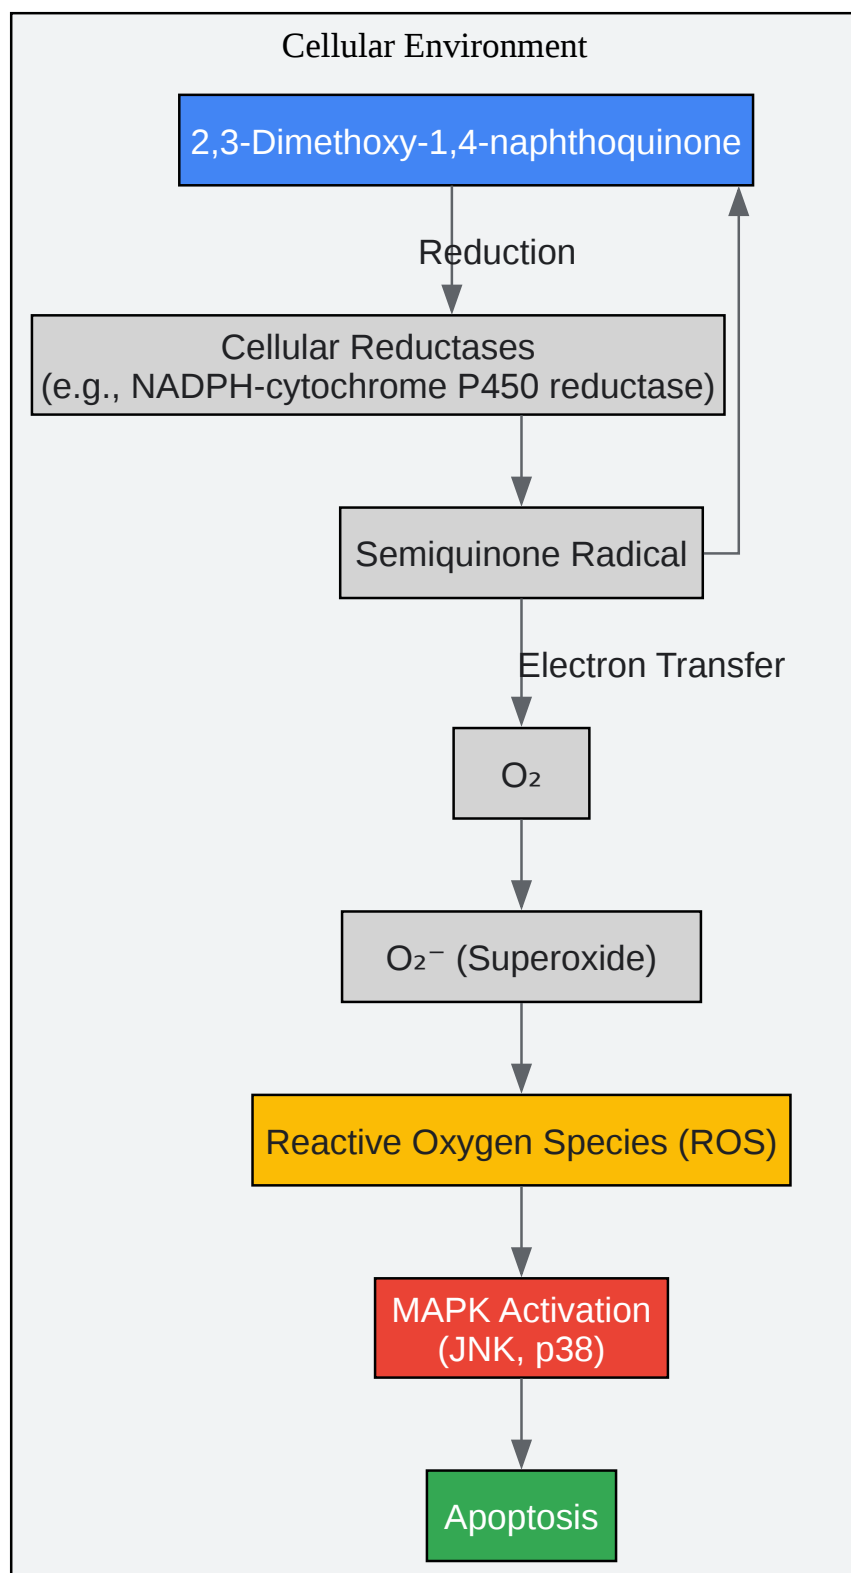 Cellular Environment
2,3-Dimethoxy-1,4-naphthoquinone
Reduction
Cellular Reductases
(e.g., NADPH-cytochrome P450 reductase)
Semiquinone Radical
Electron Transfer
O₂
O₂⁻ (Superoxide)
Reactive Oxygen Species (ROS)
MAPK Activation
(JNK, p38)
Apoptosis